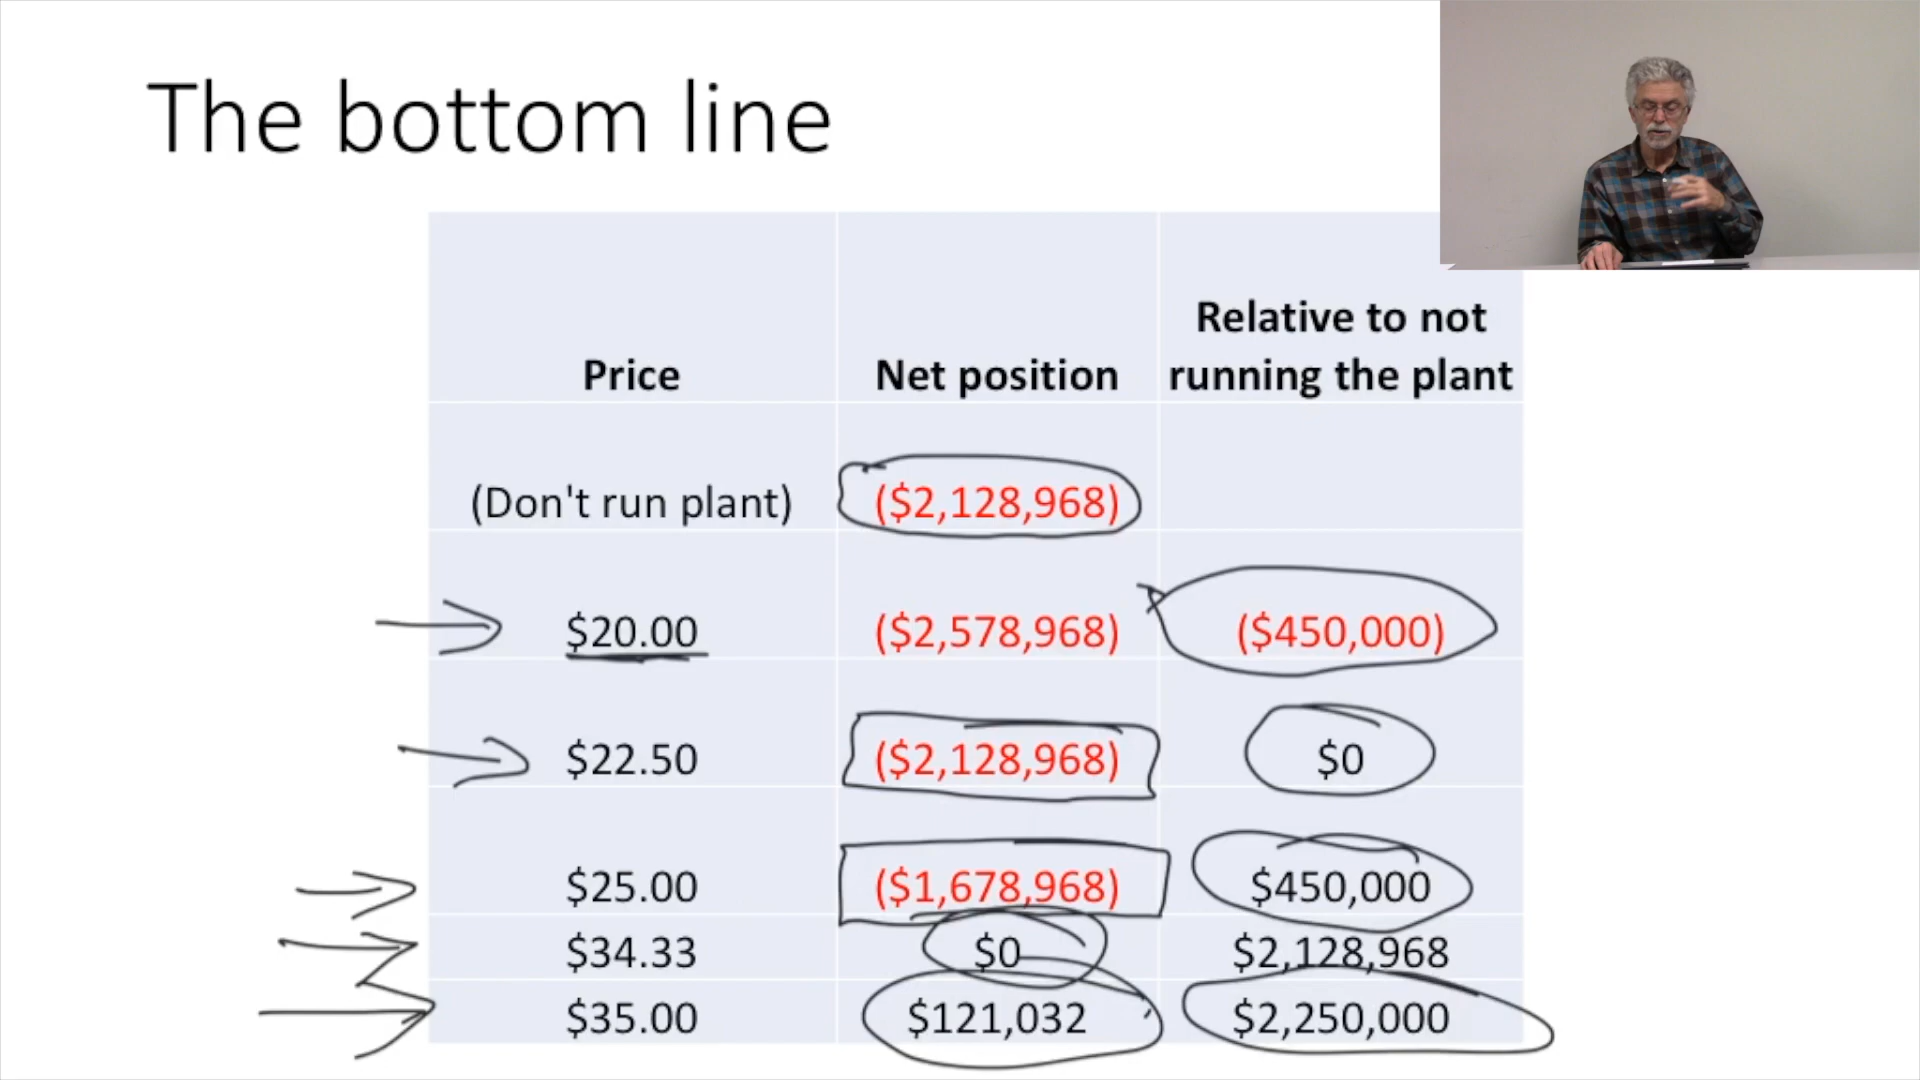 The bottom line
Relative to not
Price Net position running the plant
(Don't run plant) ($2,128,968)
$20.00 ($2,578,968) ($450,000)
$22.50 ($2,128,968) $0
$25.00 ($1,678,968) $450,000
$34.33 $0 $2,128,968
$35.00 $121,032 $2,250,000